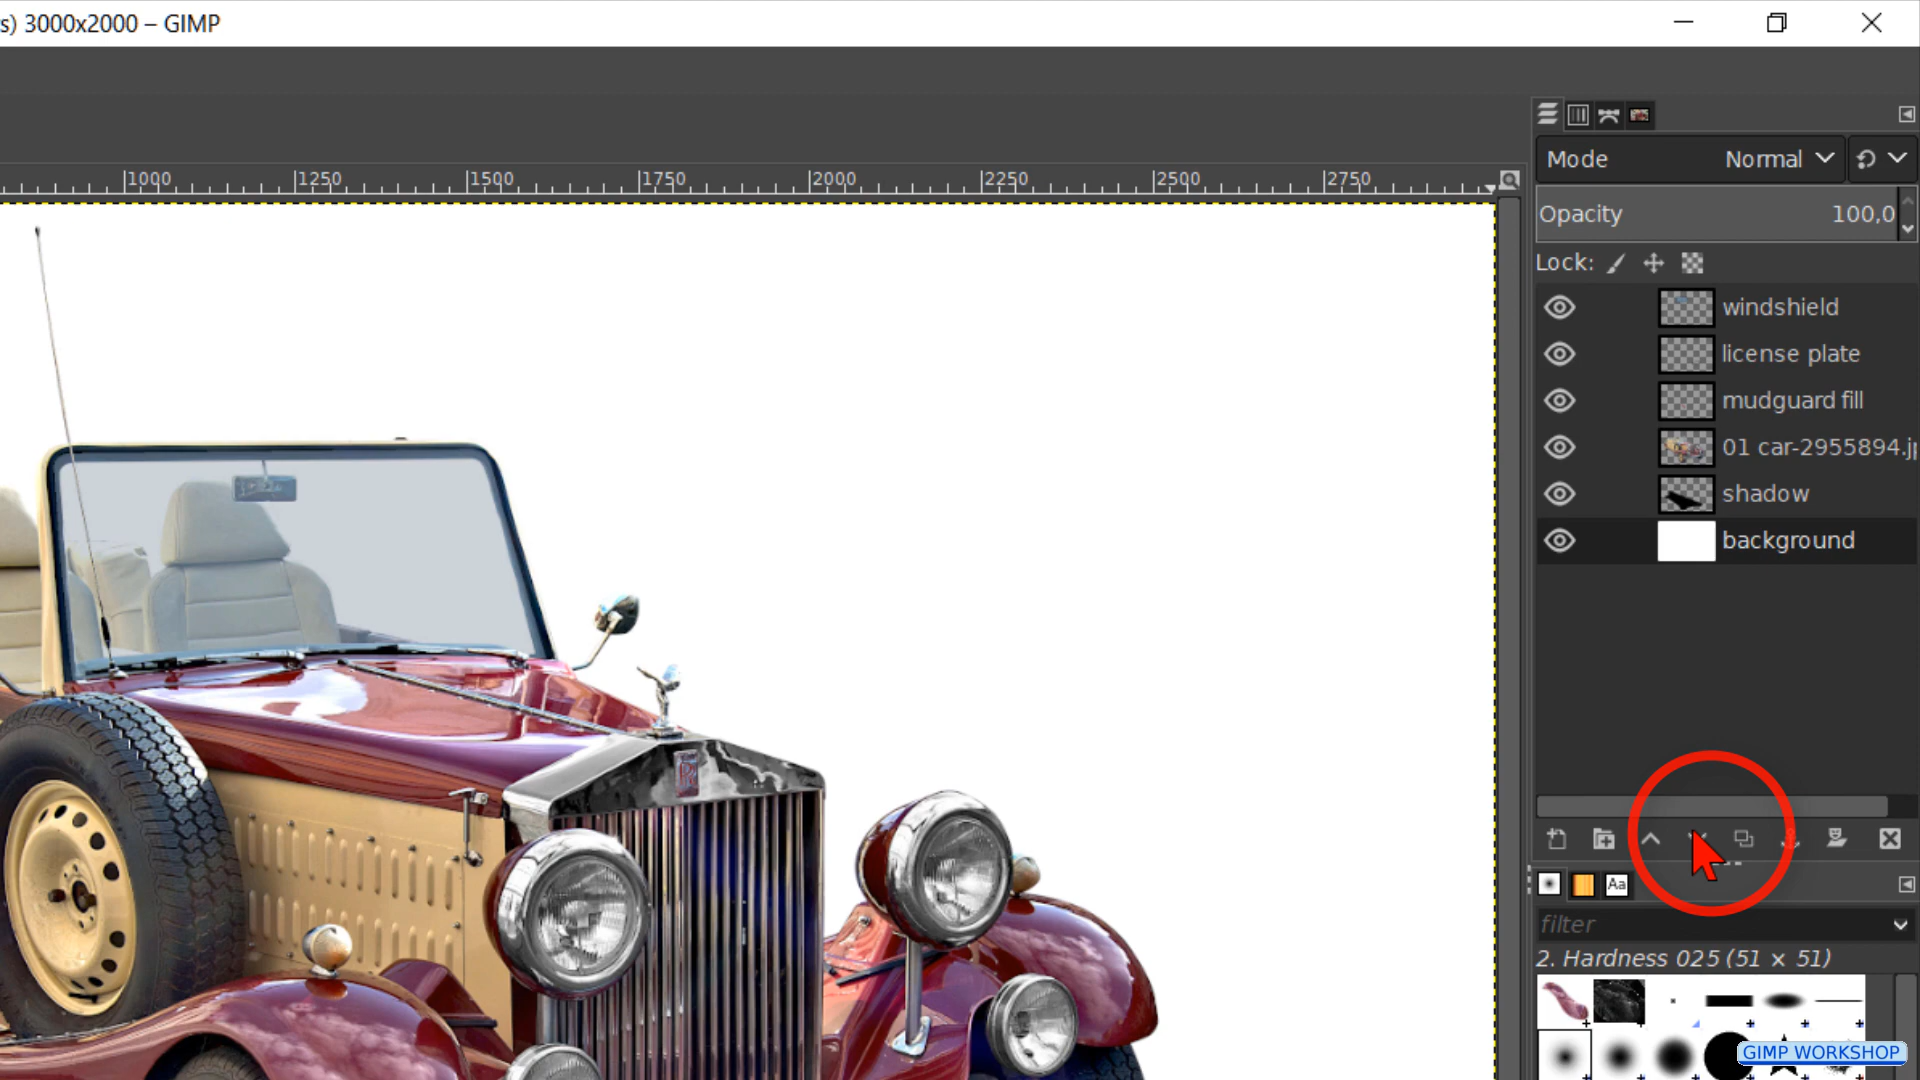 s) 3000x2000 – GIMP
1000 1250 1500 1750 2000 2250 2500 2750
Mode Normal
Opacity 100,0
Lock:
windshield
license plate
mudguard fill
01 car-2955894.jp
shadow
background
Aa
filter
2. Hardness 025 (51 × 51)
GIMP WORKSHOP